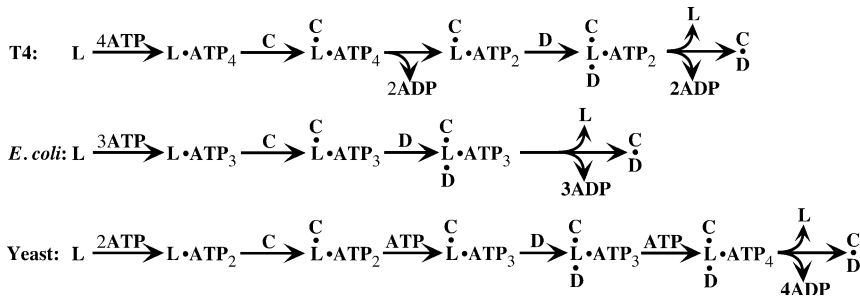 C C C L
T4: L 4ATP L•ATP4 C L•ATP4 L•ATP2 D L•ATP2 C
2ADP D 2ADP D
C C L
E. coli: L 3ATP L•ATP3 C L•ATP3 D L•ATP3 C
D 3ADP D
C C C C L
Yeast: L 2ATP L•ATP2 C L•ATP2 ATP L•ATP3 D L•ATP3 ATP L•ATP4 C
D D 4ADP D